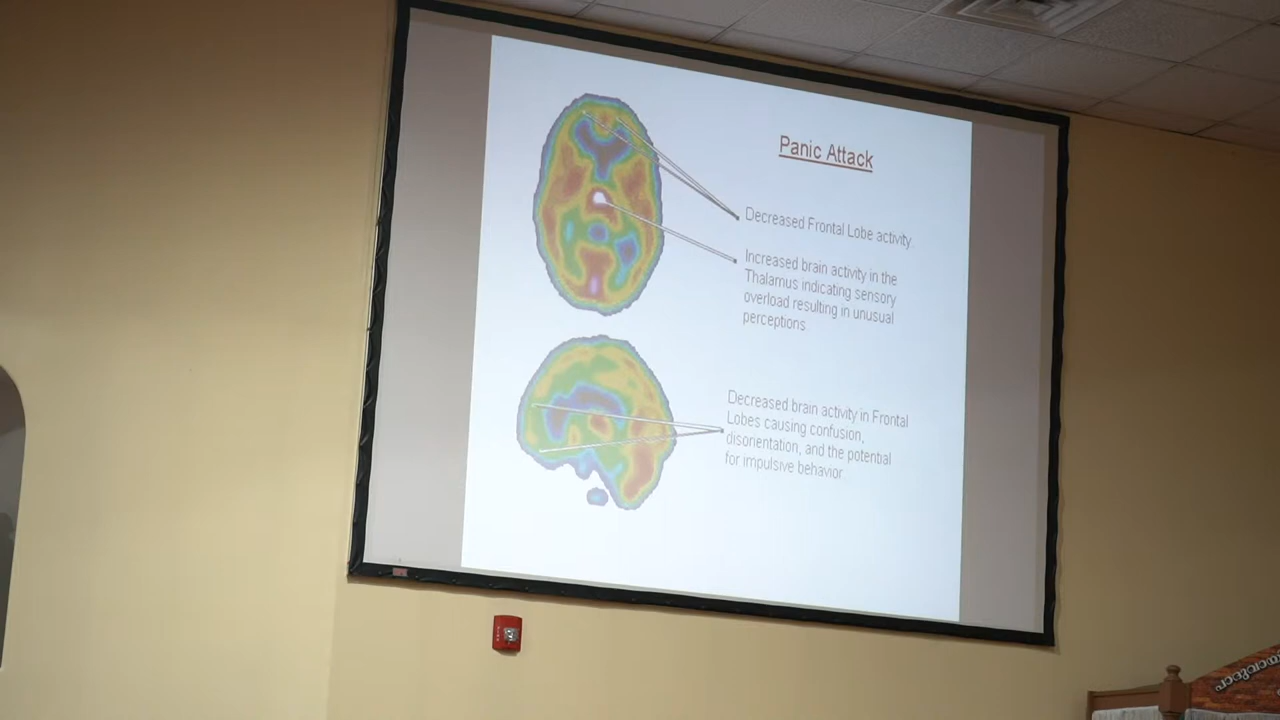 Panic Attack
Decreased Frontal Lobe activity.
Increased brain activity in the
Thalamus indicating sensory
overload resulting in unusual
perceptions
Decreased brain activity in Frontal
Lobes causing confusion,
disorientation, and the potential
for impulsive behavior